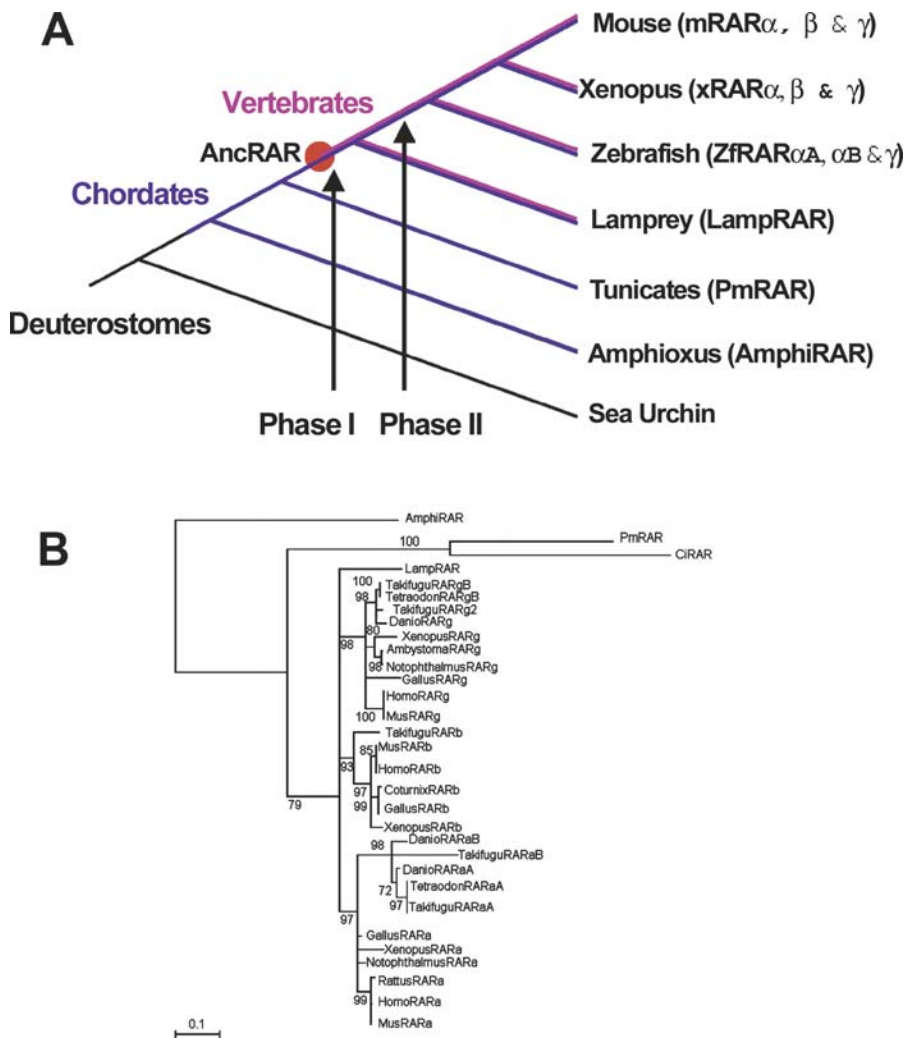 A
Mouse (mRARα, β & γ)
Xenopus (xRARα, β & γ)
Vertebrates
AncRAR
Zebrafish (ZfRARαA, αB & γ)
Chordates
Lamprey (LampRAR)
Tunicates (PmRAR)
Deuterostomes
Amphioxus (AmphiRAR)
Sea Urchin
Phase I
Phase II
B
AmphiRAR
PmRAR
100
CiRAR
LampRAR
100
TakifuguRARgB
98
TetraodonRARgB
TakifuguRARg2
DanioRARg
80
XenopusRARg
98
AmbystomaRARg
98
NotophthalmusRARg
GallusRARg
HomoRARg
100
MusRARg
TakifuguRARb
85
MusRARb
93
HomoRARb
97
CoturnixRARb
99
GallusRARb
79
XenopusRARb
98
DanioRARaB
TakifuguRARaB
DanioRARaA
72
TetraodonRARaA
97
TakifuguRARaA
97
GallusRARa
XenopusRARa
NotophthalmusRARa
RattusRARa
99
HomoRARa
MusRARa
0.1